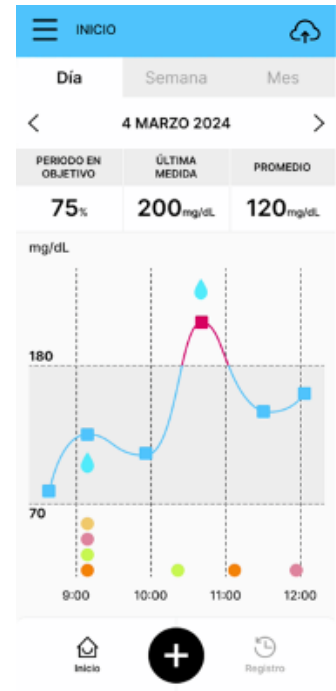 INICIO
Día Semana Mes
4 MARZO 2024
PERIODO EN OBJETIVO ÚLTIMA MEDIDA PROMEDIO
75% 200mg/dL 120mg/dL
mg/dL
180
70
9:00 10:00 11:00 12:00
Inicio Registro